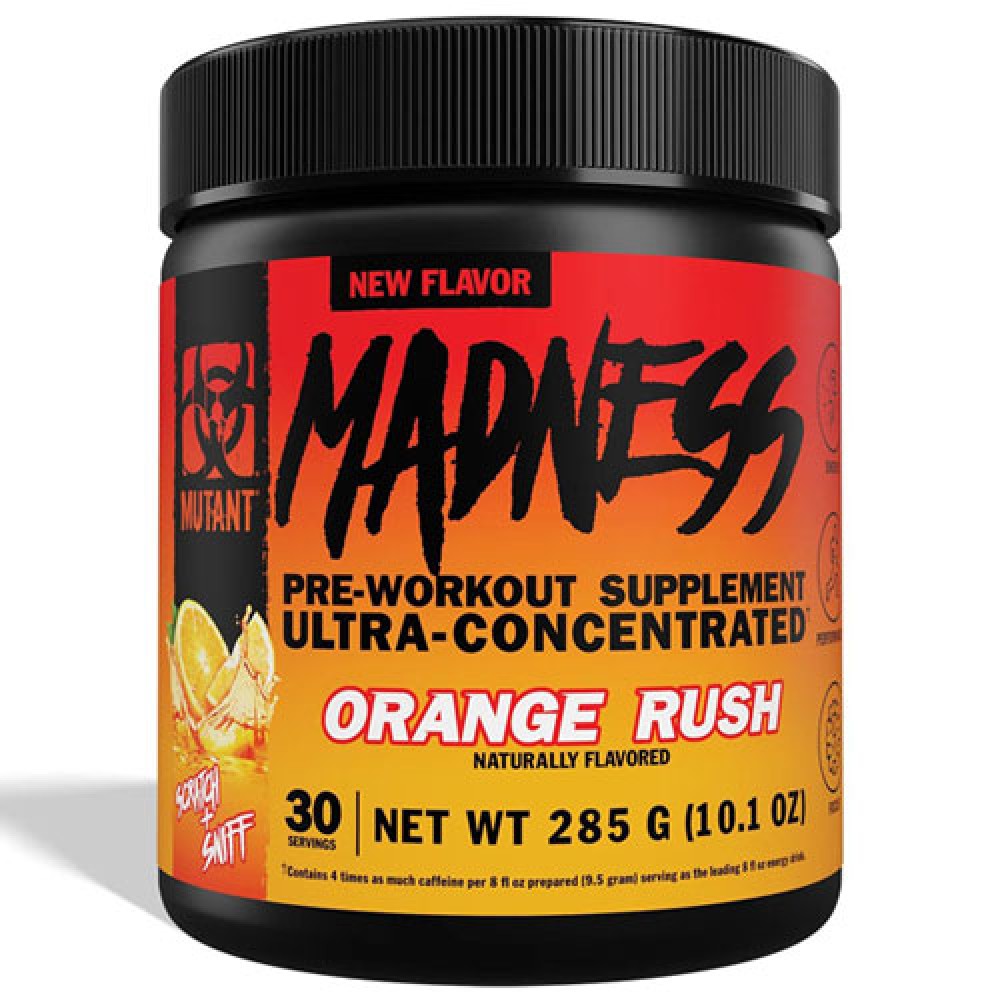 NEW FLAVOR
MADNESS
MUTANT
PRE-WORKOUT SUPPLEMENT
ULTRA-CONCENTRATED
ORANGE RUSH
NATURALLY FLAVORED
SCRATCH
+
SNIFF
30
SERVINGS
NET WT 285 G (10.1 OZ)
†Contains 4 times as much caffeine per 8 fl oz prepared (9.5 gram) serving as the leading 8 fl oz energy drink.